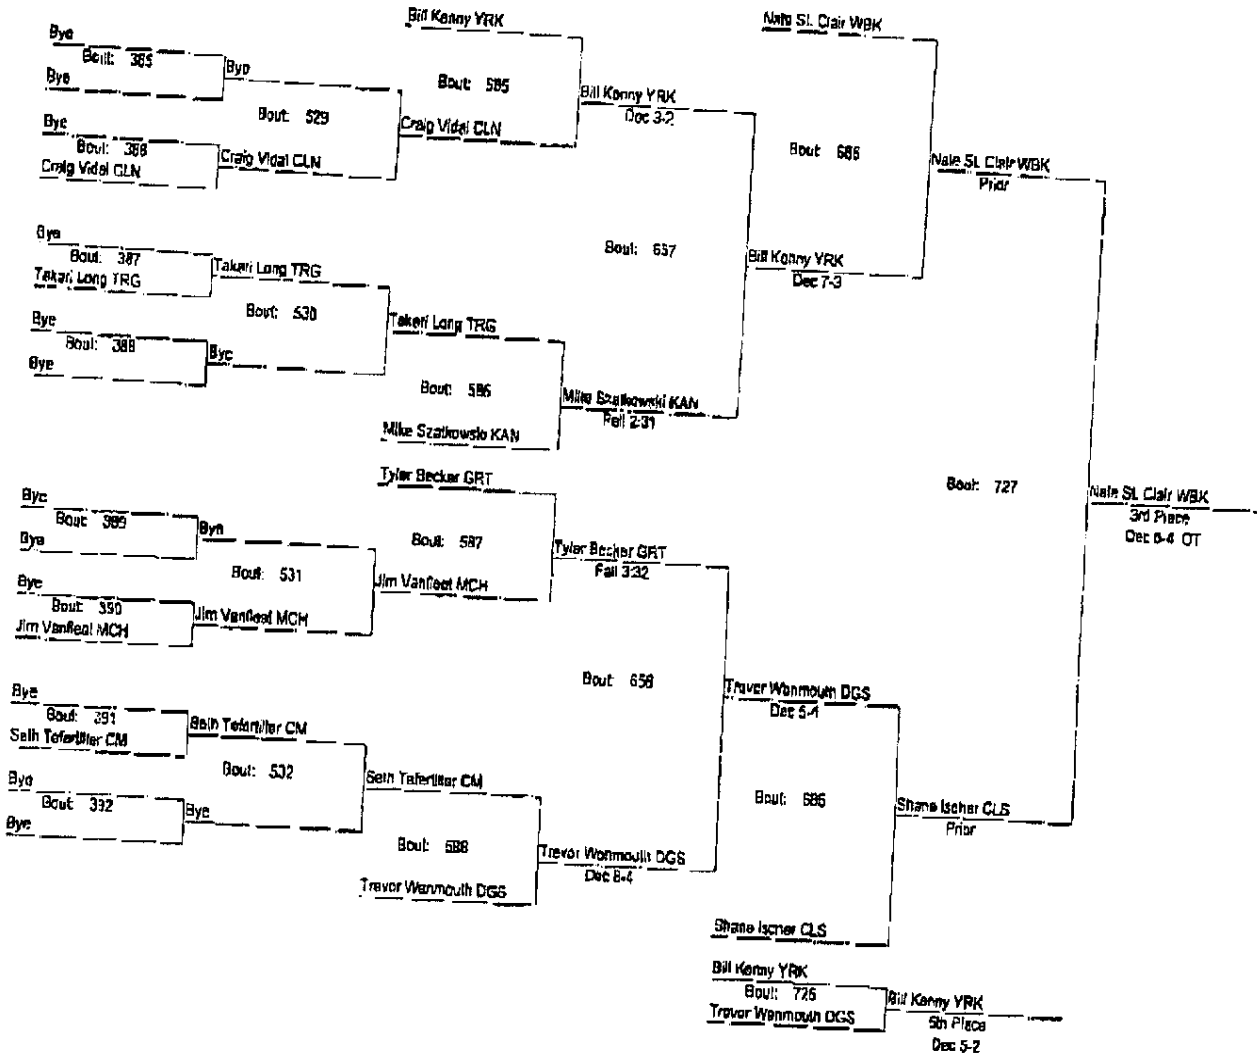 Bye
Bout: 385
Bye
Bye
Bout: 529
Bye
Bout: 386
Craig Vidal CLN
Craig Vidal CLN
Bill Kenny YRK
Bout: 585
Craig Vidal CLN
Bill Kenny YRK
Dec 3-2
Bye
Bout: 387
Takari Long TRG
Takari Long TRG
Bout: 530
Bye
Bout: 388
Bye
Bye
Takari Long TRG
Bout: 586
Mike Szatkowski KAN
Mike Szatkowski KAN
Fall 2:31
Bout: 657
Bill Kenny YRK
Dec 7-3
Nate St. Clair WBK
Bout: 685
Nate St. Clair WBK
Prior
Bye
Bout: 389
Bye
Bye
Bout: 531
Bye
Bout: 390
Jim Vanfleet MCH
Jim Vanfleet MCH
Tyler Becker GRT
Bout: 587
Jim Vanfleet MCH
Tyler Becker GRT
Fall 3:32
Bye
Bout: 391
Seth Tefertiller CM
Seth Tefertiller CM
Bout: 532
Bye
Bout: 392
Bye
Bye
Seth Tefertiller CM
Bout: 588
Trevor Wenmouth DGS
Trevor Wenmouth DGS
Dec 8-4
Bout: 658
Trevor Wenmouth DGS
Dec 5-4
Bout: 686
Shane Ischer CLS
Shane Ischer CLS
Prior
Bout: 727
Nate St. Clair WBK
3rd Place
Dec 6-4 OT
Bill Kenny YRK
Bout: 726
Trevor Wenmouth DGS
Bill Kenny YRK
5th Place
Dec 5-2